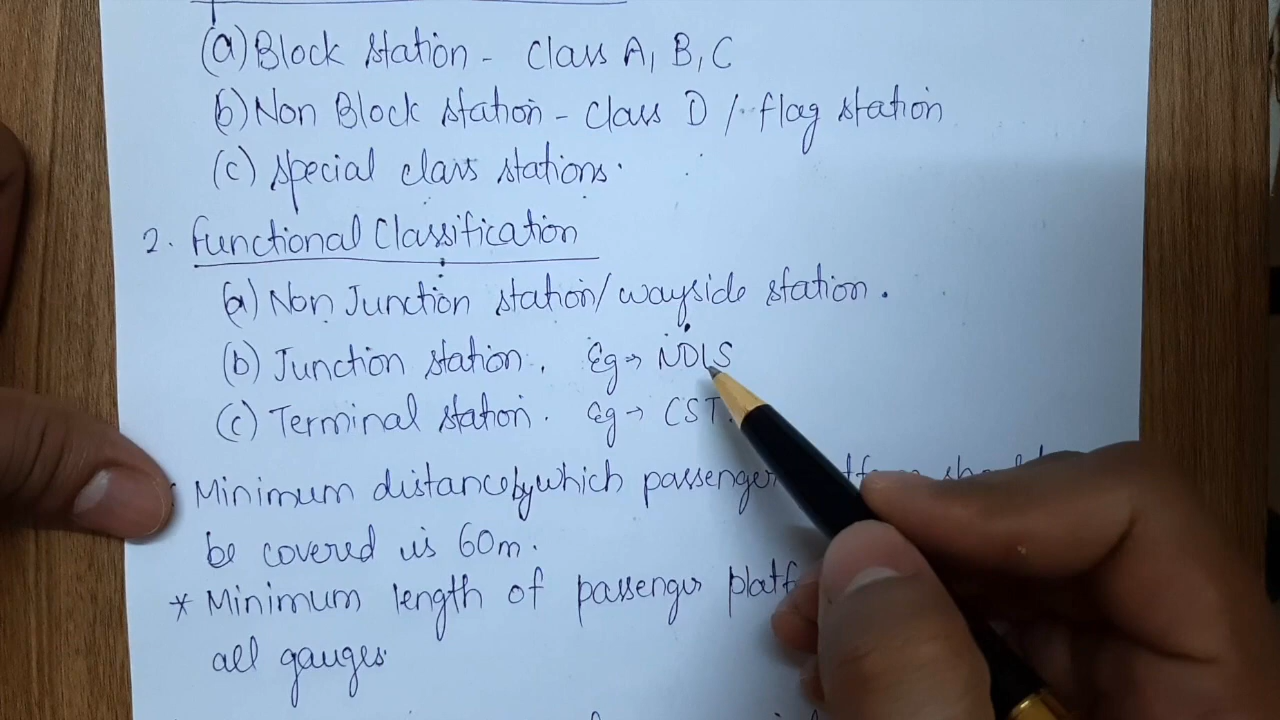 (a) Block station - Class A, B, C
(b) Non Block station - Class D / flag station
(c) Special class stations.
2. Functional Classification
(a) Non Junction station/wayside station.
(b) Junction station. Eg → NDLS
(c) Terminal station. Eg → CST.
Minimum distance by which passenger
be covered is 60m.
* Minimum length of passenger
all gauges